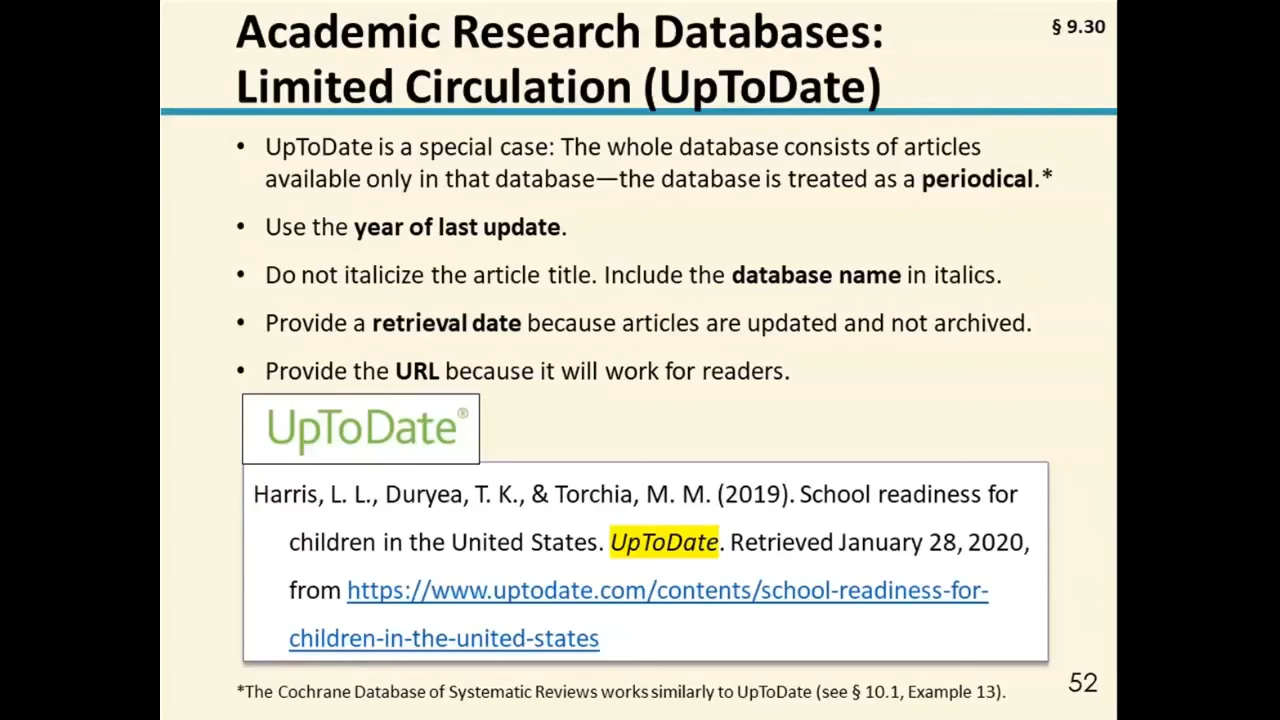 Academic Research Databases:
§ 9.30
Limited Circulation (UpToDate)
• UpToDate is a special case: The whole database consists of articles
available only in that database—the database is treated as a periodical.*
• Use the year of last update.
• Do not italicize the article title. Include the database name in italics.
• Provide a retrieval date because articles are updated and not archived.
• Provide the URL because it will work for readers.
UpToDate®
Harris, L. L., Duryea, T. K., & Torchia, M. M. (2019). School readiness for
children in the United States. UpToDate. Retrieved January 28, 2020,
from https://www.uptodate.com/contents/school-readiness-for-
children-in-the-united-states
*The Cochrane Database of Systematic Reviews works similarly to UpToDate (see § 10.1, Example 13).
52